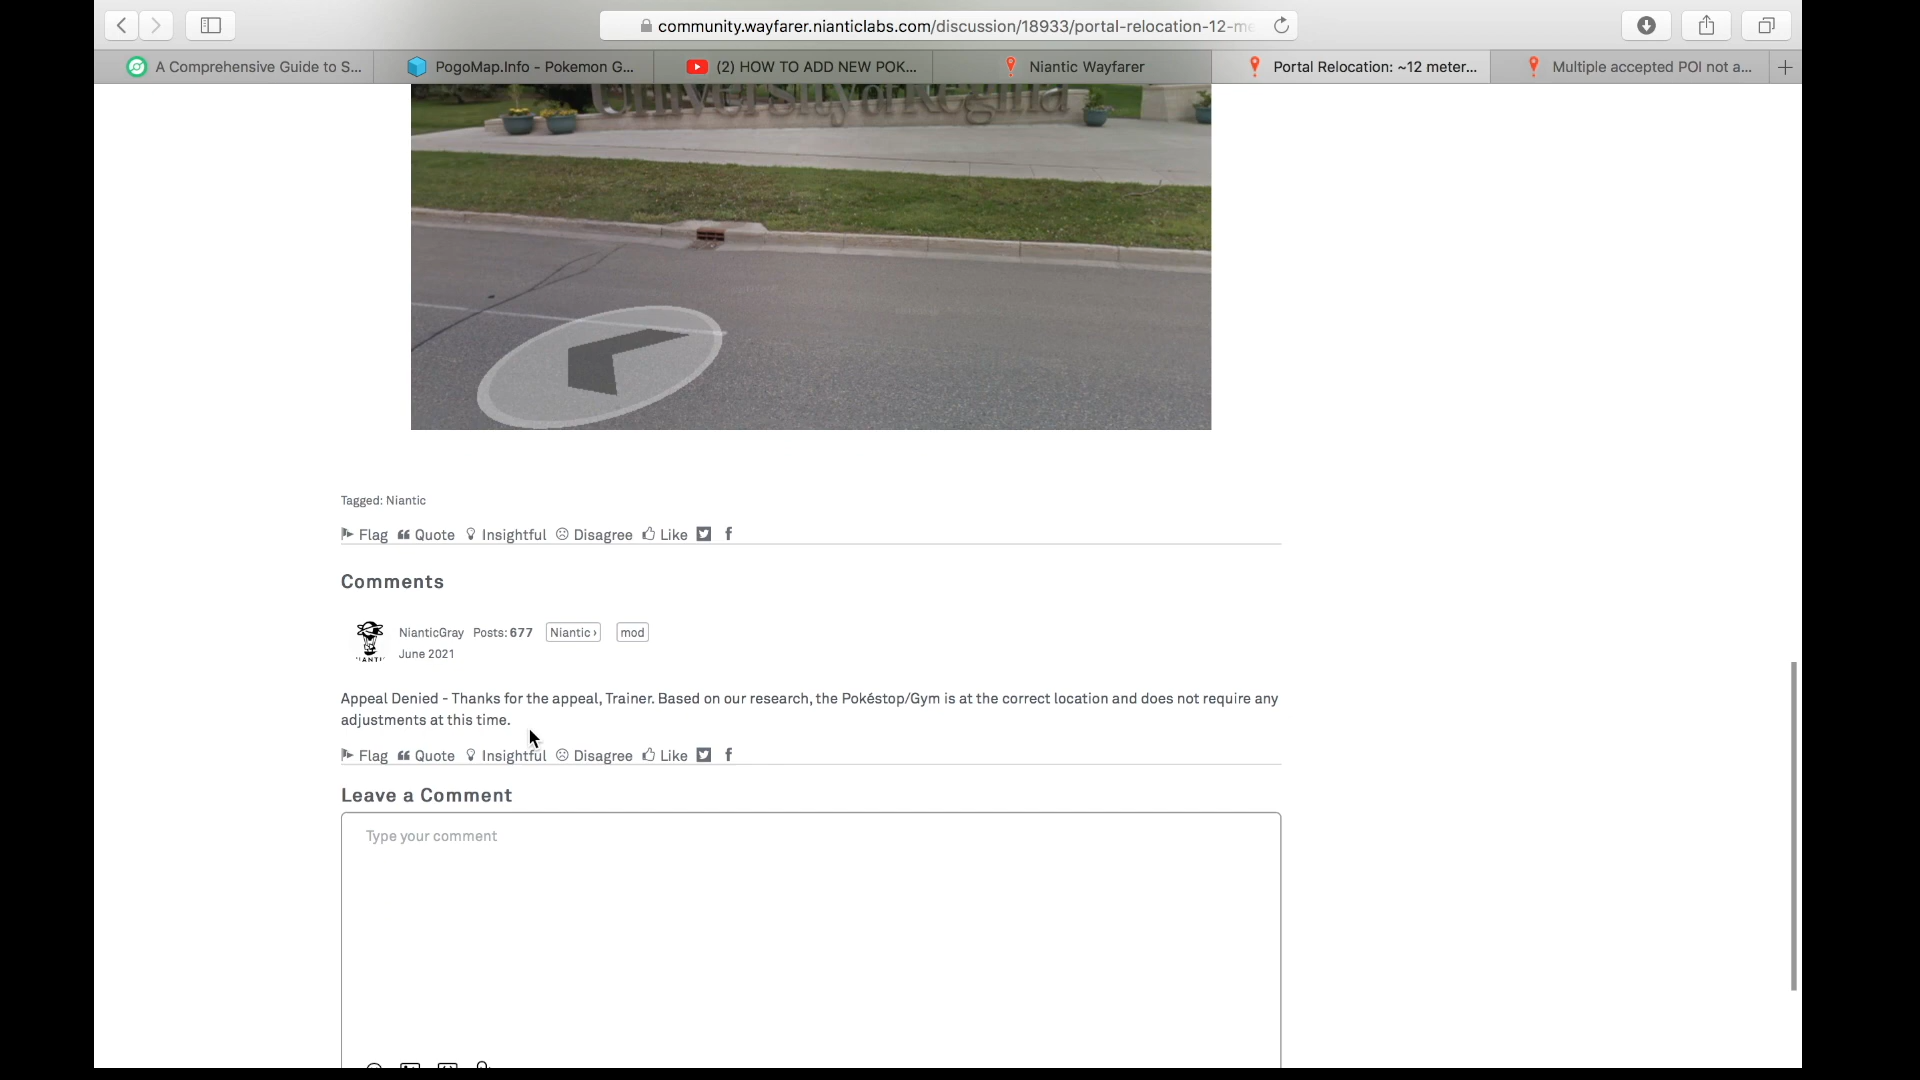 community.wayfarer.nianticlabs.com/discussion/18933/portal-relocation-12-me
A Comprehensive Guide to S...
PogoMap.Info - Pokemon G...
(2) HOW TO ADD NEW POK...
Niantic Wayfarer
Portal Relocation: ~12 meter...
Multiple accepted POI not a...
University of Regina
Tagged: Niantic
Flag Quote Insightful Disagree Like
Comments
NianticGray Posts: 677 Niantic › mod
June 2021
Appeal Denied - Thanks for the appeal, Trainer. Based on our research, the Pokéstop/Gym is at the correct location and does not require any
adjustments at this time.
Flag Quote Insightful Disagree Like
Leave a Comment
Type your comment